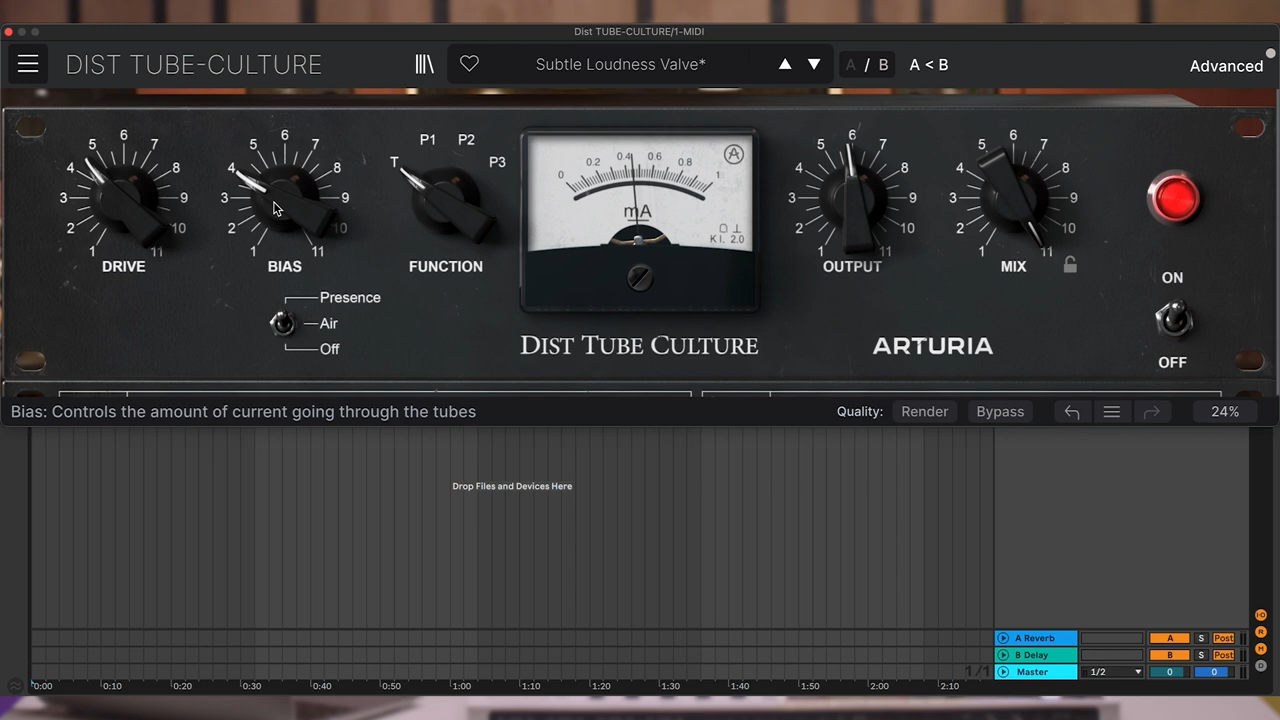 Dist TUBE-CULTURE/1-MIDI
DIST TUBE-CULTURE
Subtle Loudness Valve*
A / B
A < B
Advanced
1 2 3 4 5 6 7 8 9 10 11
DRIVE
1 2 3 4 5 6 7 8 9 10 11
BIAS
Presence
Air
Off
T P1 P2 P3
FUNCTION
0 0.2 0.4 0.6 0.8 1
mA
KI. 2.0
DIST TUBE CULTURE
1 2 3 4 5 6 7 8 9 10 11
OUTPUT
1 2 3 4 5 6 7 8 9 10 11
MIX
ARTURIA
ON
OFF
Bias: Controls the amount of current going through the tubes
Quality: Render Bypass 24%
Drop Files and Devices Here
A Reverb A S Post
B Delay B S Post
1/1 Master 1/2 0 0
0:00 0:10 0:20 0:30 0:40 0:50 1:00 1:10 1:20 1:30 1:40 1:50 2:00 2:10